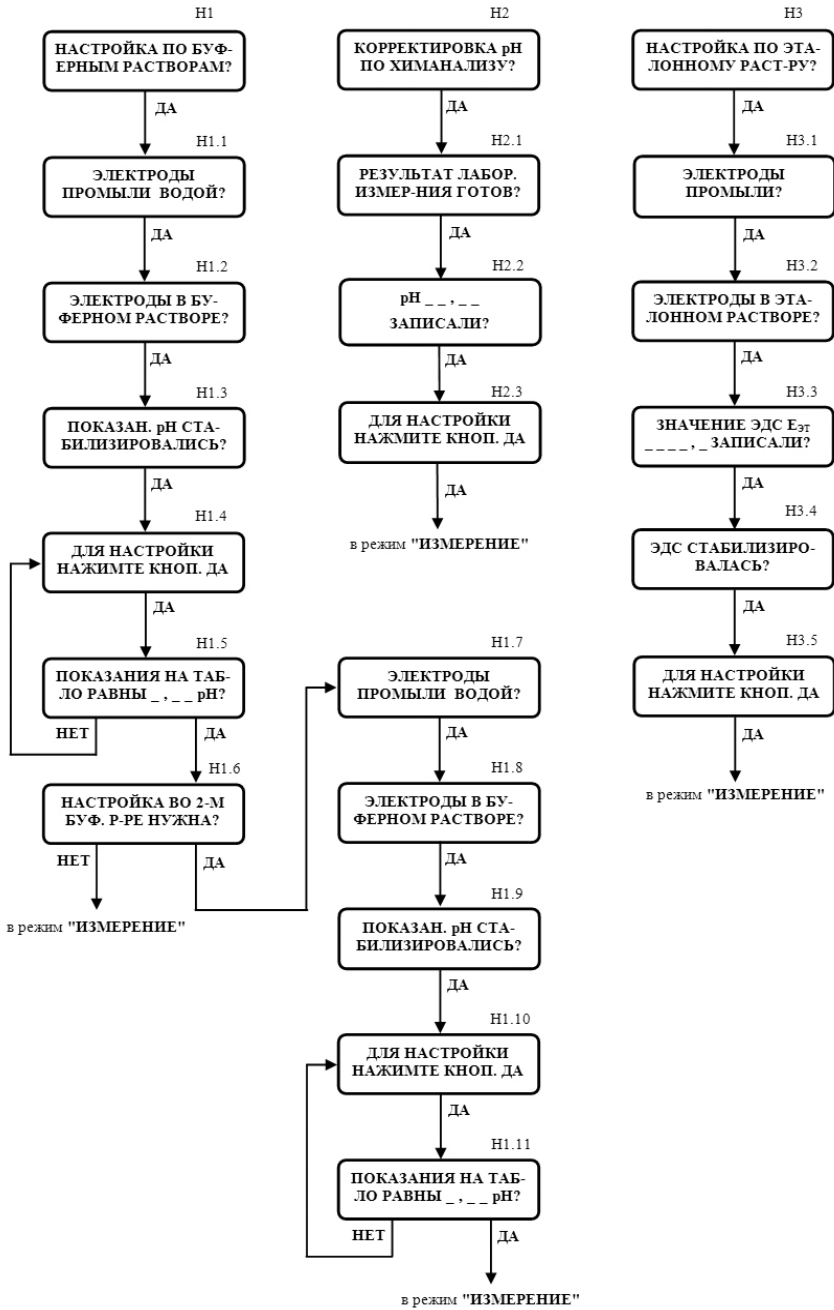 Н1
НАСТРОЙКА ПО БУФ-
ЕРНЫМ РАСТВОРАМ?
ДА
Н1.1
ЭЛЕКТРОДЫ
ПРОМЫЛИ ВОДОЙ?
ДА
Н1.2
ЭЛЕКТРОДЫ В БУ-
ФЕРНОМ РАСТВОРЕ?
ДА
Н1.3
ПОКАЗАН. рН СТА-
БИЛИЗИРОВАЛИСЬ?
ДА
Н1.4
ДЛЯ НАСТРОЙКИ
НАЖИМТЕ КНОП. ДА
ДА
Н1.5
ПОКАЗАНИЯ НА ТАБ-
ЛО РАВНЫ _ , _ _ рН?
НЕТ
ДА
Н1.6
НАСТРОЙКА ВО 2-М
БУФ. Р-РЕ НУЖНА?
НЕТ
ДА
в режим "ИЗМЕРЕНИЕ"
Н2
КОРРЕКТИРОВКА рН
ПО ХИМАНАЛИЗУ?
ДА
Н2.1
РЕЗУЛЬТАТ ЛАБОР.
ИЗМЕР-НИЯ ГОТОВ?
ДА
Н2.2
рН _ _ , _ _
ЗАПИСАЛИ?
ДА
Н2.3
ДЛЯ НАСТРОЙКИ
НАЖМИТЕ КНОП. ДА
ДА
в режим "ИЗМЕРЕНИЕ"
Н1.7
ЭЛЕКТРОДЫ
ПРОМЫЛИ ВОДОЙ?
ДА
Н1.8
ЭЛЕКТРОДЫ В БУ-
ФЕРНОМ РАСТВОРЕ?
ДА
Н1.9
ПОКАЗАН. рН СТА-
БИЛИЗИРОВАЛИСЬ?
ДА
Н1.10
ДЛЯ НАСТРОЙКИ
НАЖИМТЕ КНОП. ДА
ДА
Н1.11
ПОКАЗАНИЯ НА ТАБ-
ЛО РАВНЫ _ , _ _ рН?
НЕТ
ДА
в режим "ИЗМЕРЕНИЕ"
Н3
НАСТРОЙКА ПО ЭТА-
ЛОННОМУ РАСТ-РУ?
ДА
Н3.1
ЭЛЕКТРОДЫ
ПРОМЫЛИ?
ДА
Н3.2
ЭЛЕКТРОДЫ В ЭТА-
ЛОННОМ РАСТВОРЕ?
ДА
Н3.3
ЗНАЧЕНИЕ ЭДС Еэт
_ _ _ _ , _ ЗАПИСАЛИ?
ДА
Н3.4
ЭДС СТАБИЛИЗИРО-
ВАЛАСЬ?
ДА
Н3.5
ДЛЯ НАСТРОЙКИ
НАЖМИТЕ КНОП. ДА
ДА
в режим "ИЗМЕРЕНИЕ"